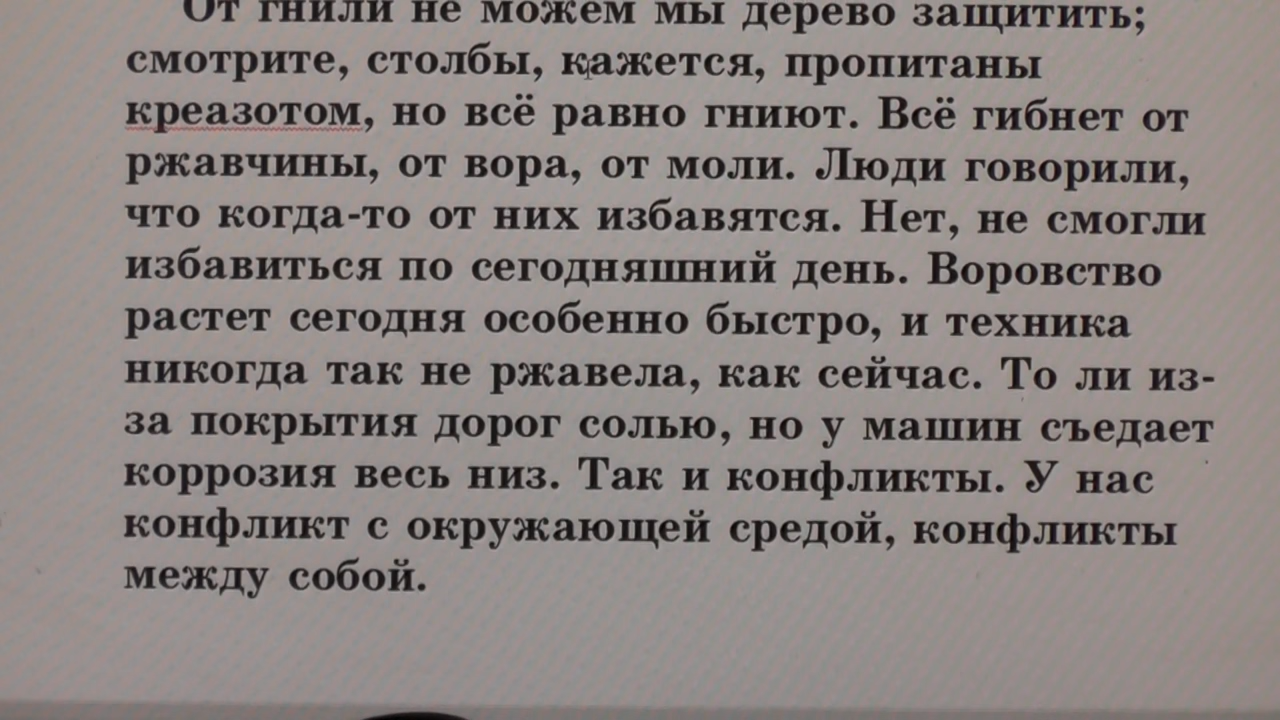 От гнили не можем мы дерево защитить;
смотрите, столбы, кажется, пропитаны
креазотом, но всё равно гниют. Всё гибнет от
ржавчины, от вора, от моли. Люди говорили,
что когда-то от них избавятся. Нет, не смогли
избавиться по сегодняшний день. Воровство
растет сегодня особенно быстро, и техника
никогда так не ржавела, как сейчас. То ли из-
за покрытия дорог солью, но у машин съедает
коррозия весь низ. Так и конфликты. У нас
конфликт с окружающей средой, конфликты
между собой.